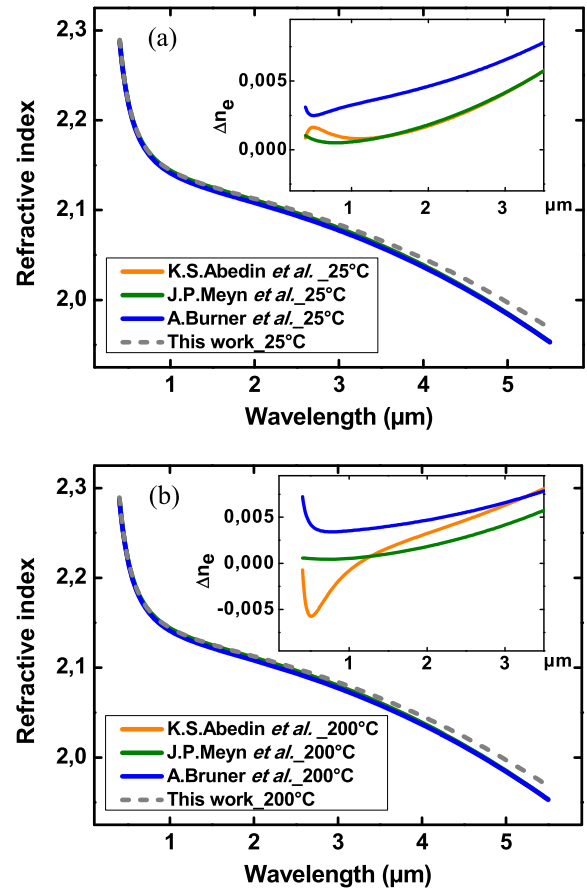 (a)
2,3
2,2
2,1
2,0
Refractive index
0,005
0,000
Δnₑ
1
2
3
µm
K.S.Abedin et al. _25°C
J.P.Meyn et al._25°C
A.Burner et al._25°C
This work_25°C
1
2
3
4
5
Wavelength (µm)
(b)
2,3
2,2
2,1
2,0
Refractive index
0,005
0,000
-0,005
Δnₑ
1
2
3
µm
K.S.Abedin et al. _200°C
J.P.Meyn et al._200°C
A.Bruner et al._200°C
This work_200°C
1
2
3
4
5
Wavelength (µm)